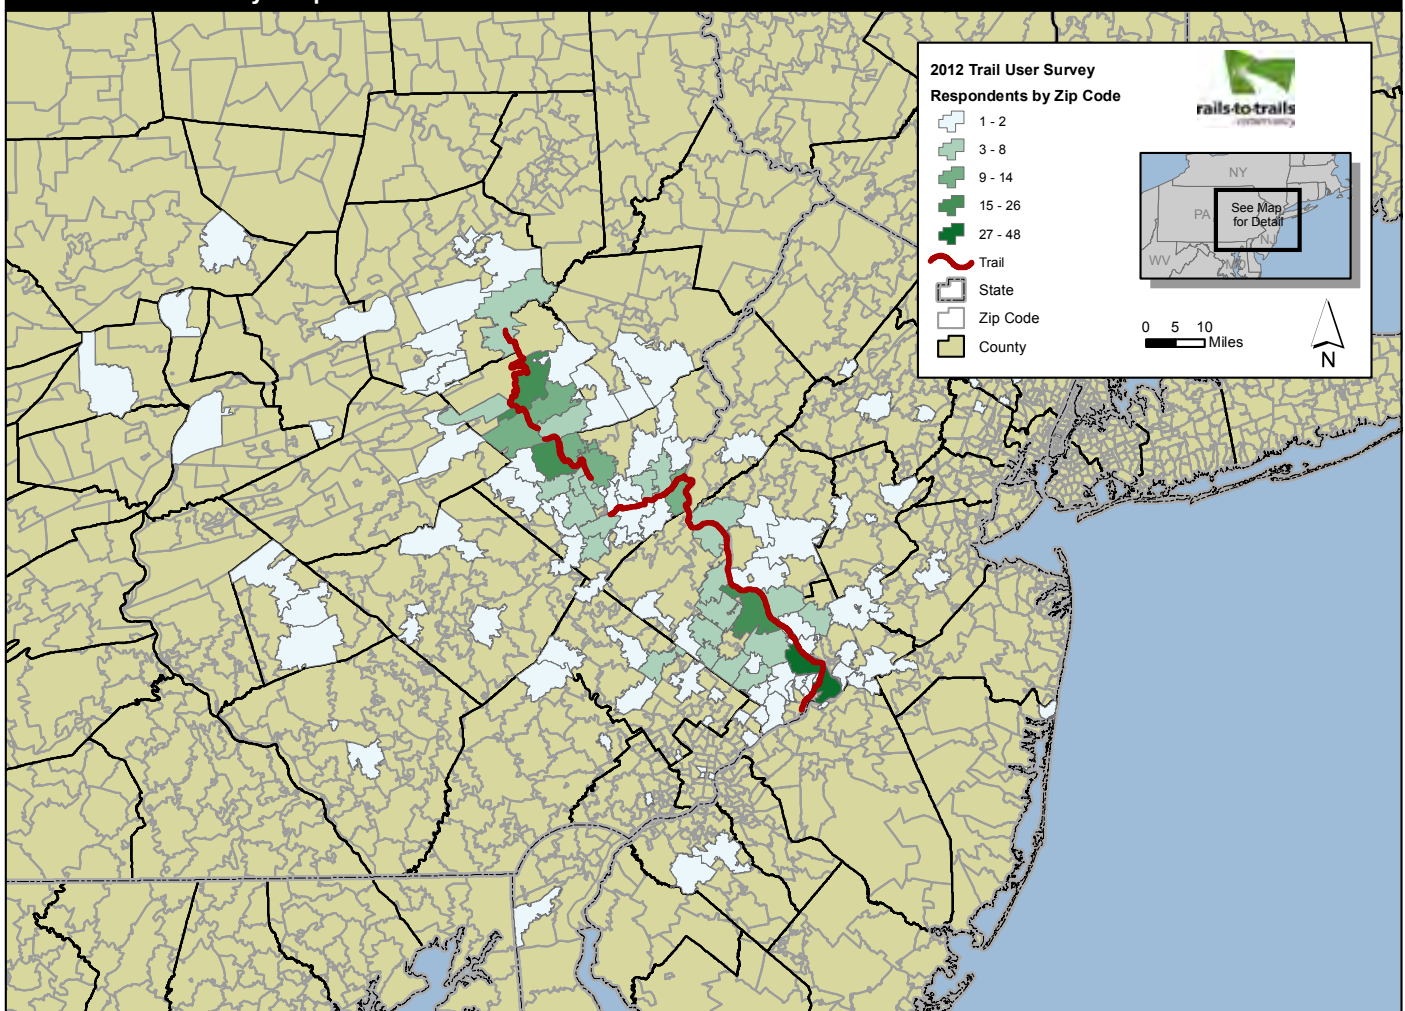 2012 Trail User Survey
Respondents by Zip Code
1 - 2
3 - 8
9 - 14
15 - 26
27 - 48
Trail
State
Zip Code
County
rails-to-trails
conservancy
NY
PA
See Map
for Detail
NJ
WV
MD
0 5 10
Miles
N